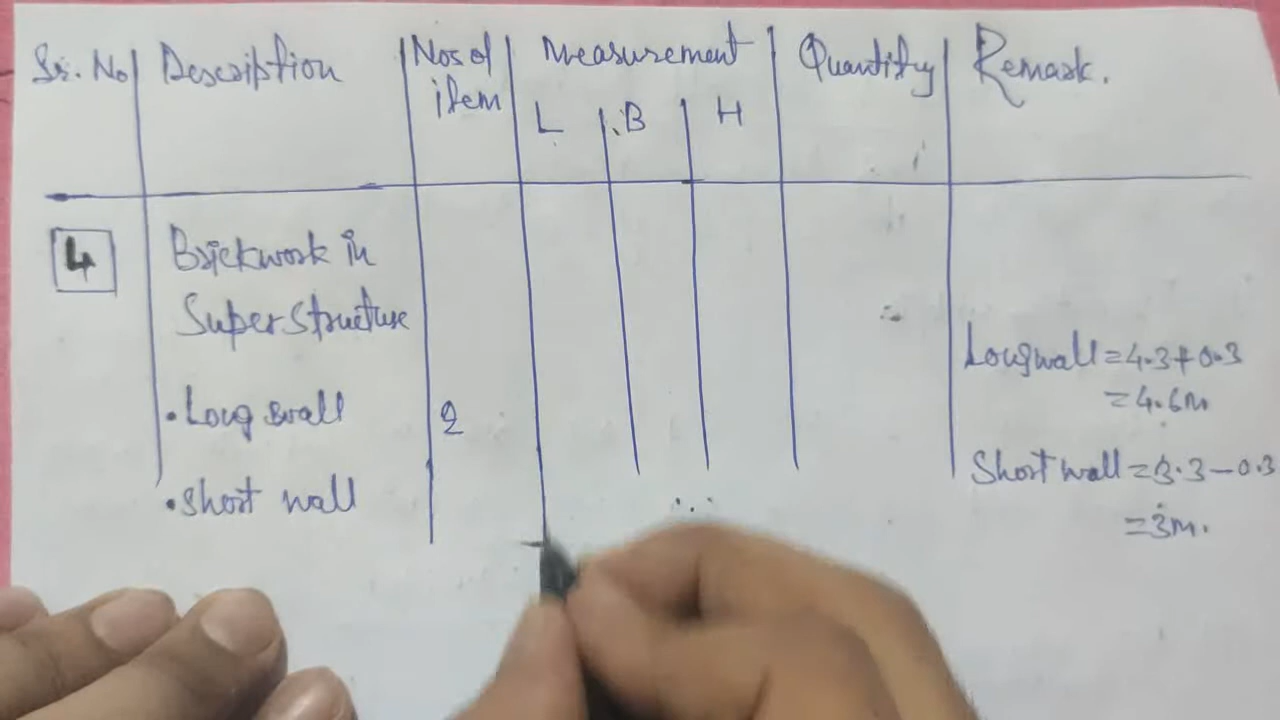 Sr. No Description Nos of item Measurement Quantity Remark.
L B H
4 Brickwork in
Superstructure
Long wall = 4.3 + 0.3
= 4.6m
• Long wall 2
Short wall = 3.3 - 0.3
• short wall
= 3m.